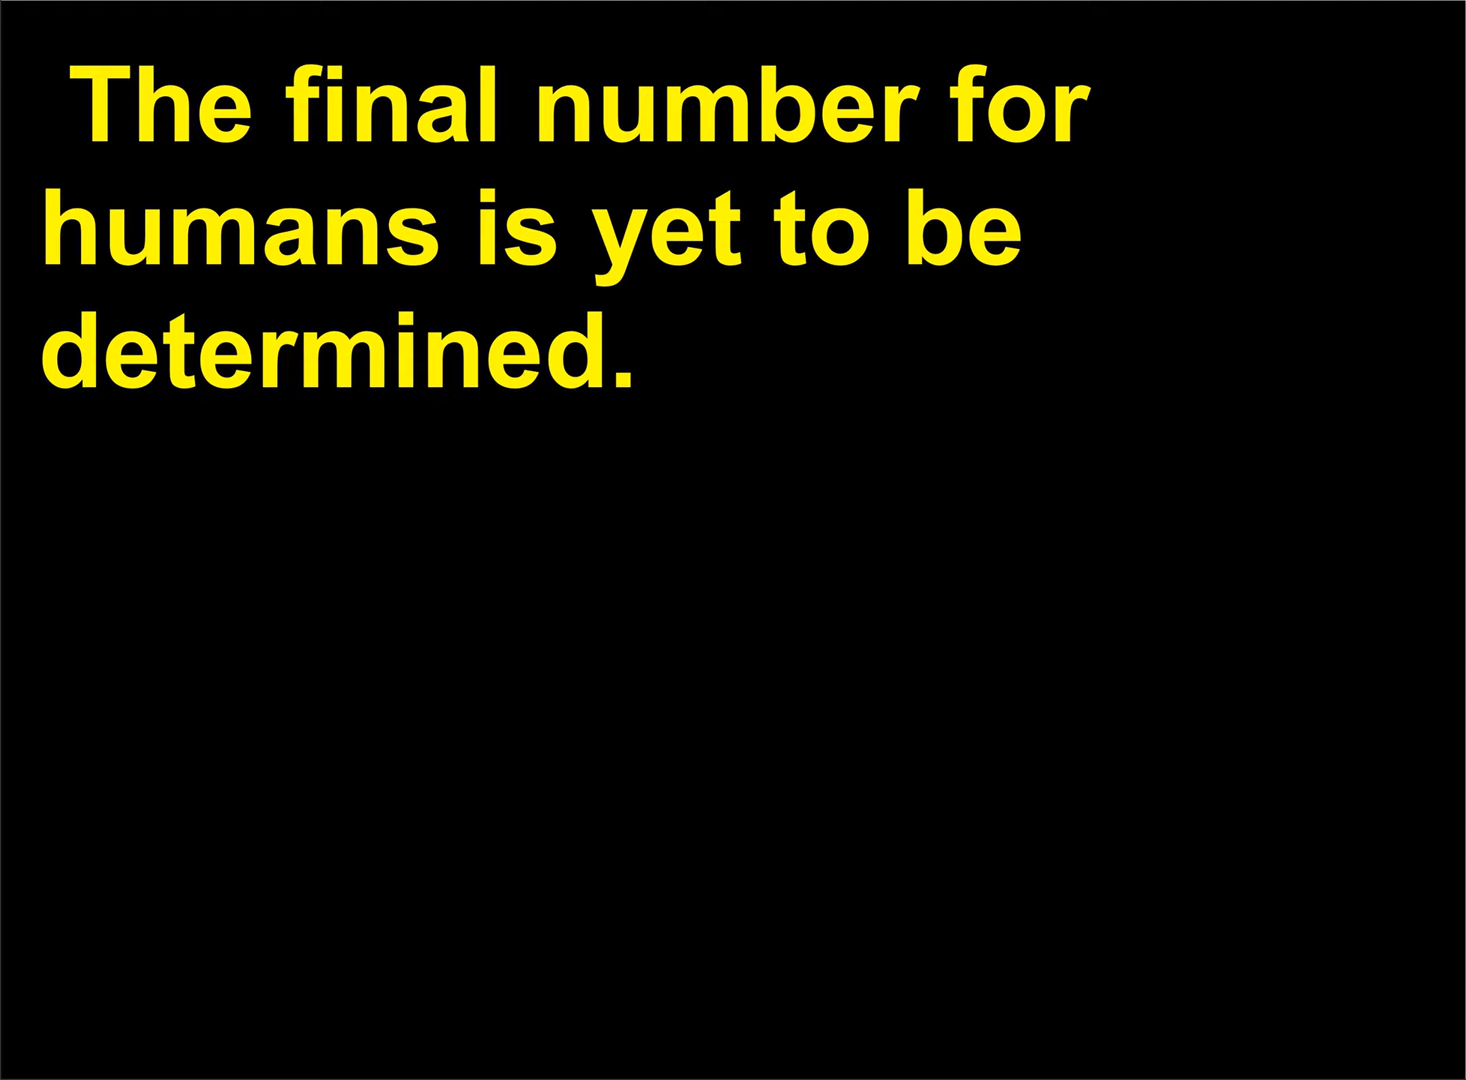 The final number for
humans is yet to be
determined.